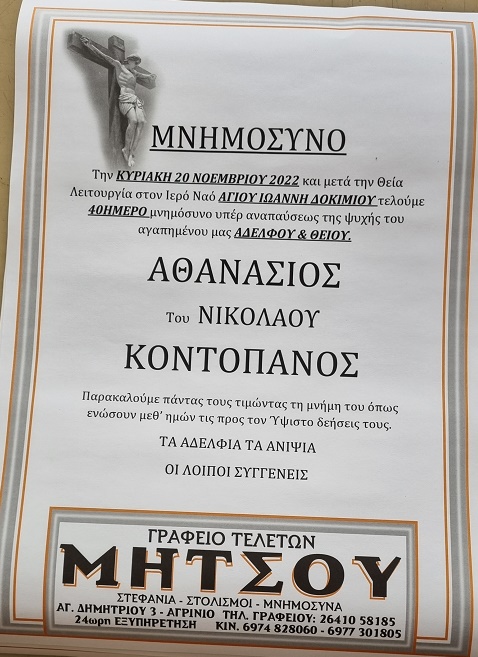 ΜΝΗΜΟΣΥΝΟ
Την ΚΥΡΙΑΚΗ 20 ΝΟΕΜΒΡΙΟΥ 2022 και μετά την Θεία
Λειτουργία στον Ιερό Ναό ΑΓΙΟΥ ΙΩΑΝΝΗ ΔΟΚΙΜΙΟΥ τελούμε
40ΗΜΕΡΟ μνημόσυνο υπέρ αναπαύσεως της ψυχής του
αγαπημένου μας ΑΔΕΛΦΟΥ & ΘΕΙΟΥ.
ΑΘΑΝΑΣΙΟΣ
Του ΝΙΚΟΛΑΟΥ
ΚΟΝΤΟΠΑΝΟΣ
Παρακαλούμε πάντας τους τιμώντας τη μνήμη του όπως
ενώσουν μεθ’ ημών τις προς τον Ύψιστο δεήσεις τους.
ΤΑ ΑΔΕΛΦΙΑ ΤΑ ΑΝΙΨΙΑ
ΟΙ ΛΟΙΠΟΙ ΣΥΓΓΕΝΕΙΣ
ΓΡΑΦΕΙΟ ΤΕΛΕΤΩΝ
ΜΗΤΣΟΥ
ΣΤΕΦΑΝΙΑ - ΣΤΟΛΙΣΜΟΙ - ΜΝΗΜΟΣΥΝΑ
ΑΓ. ΔΗΜΗΤΡΙΟΥ 3 - ΑΓΡΙΝΙΟ ΤΗΛ. ΓΡΑΦΕΙΟΥ: 26410 58185
24ωρη ΕΞΥΠΗΡΕΤΗΣΗ ΚΙΝ. 6974 828060 - 6977 301805